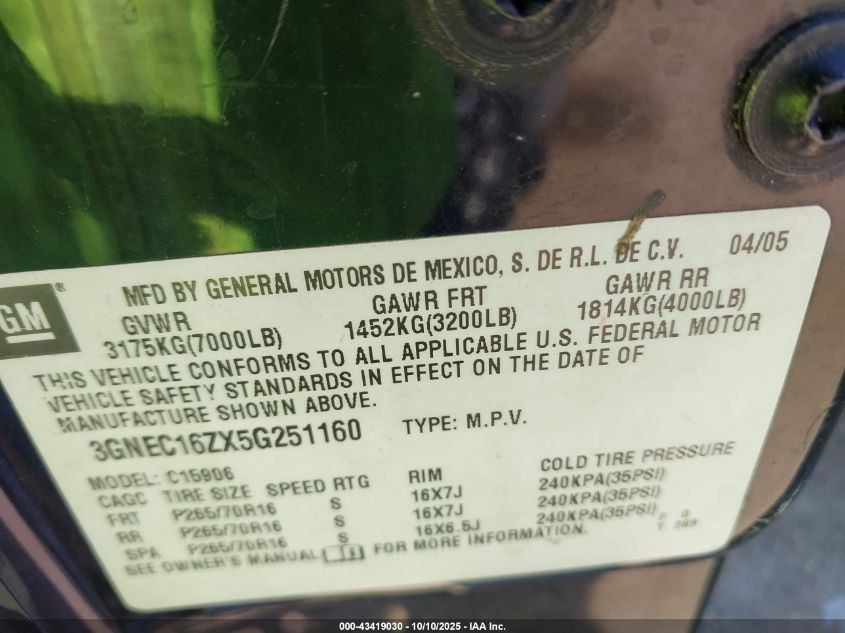 GM ®
MFD BY GENERAL MOTORS DE MEXICO, S. DE R.L. DE C.V. 04/05
GVWR GAWR FRT GAWR RR
3175KG(7000LB) 1452KG(3200LB) 1814KG(4000LB)
THIS VEHICLE CONFORMS TO ALL APPLICABLE U.S. FEDERAL MOTOR
VEHICLE SAFETY STANDARDS IN EFFECT ON THE DATE OF
MANUFACTURE SHOWN ABOVE.
3GNEC16ZX5G251160 TYPE: M.P.V.
MODEL: C15906
CAGC TIRE SIZE SPEED RTG RIM COLD TIRE PRESSURE
FRT P265/70R16 S 16X7J 240KPA(35PSI)
RR P265/70R16 S 16X7J 240KPA(35PSI)
SPA P265/70R16 S 16X6.5J 240KPA(35PSI)
SEE OWNER'S MANUAL FOR MORE INFORMATION.
000-43419030 - 10/10/2025 - IAA Inc.